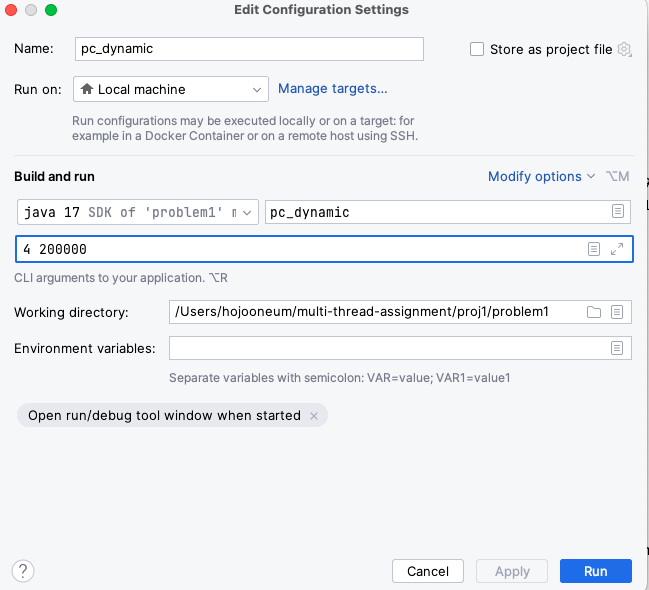 Edit Configuration Settings
Name: pc_dynamic Store as project file
Run on: Local machine Manage targets...
Run configurations may be executed locally or on a target: for
example in a Docker Container or on a remote host using SSH.
Build and run Modify options ⌥M
java 17 SDK of 'problem1' pc_dynamic
4 200000
CLI arguments to your application. ⌥R
Working directory: /Users/hojooneum/multi-thread-assignment/proj1/problem1
Environment variables:
Separate variables with semicolon: VAR=value; VAR1=value1
Open run/debug tool window when started ×
? Cancel Apply Run